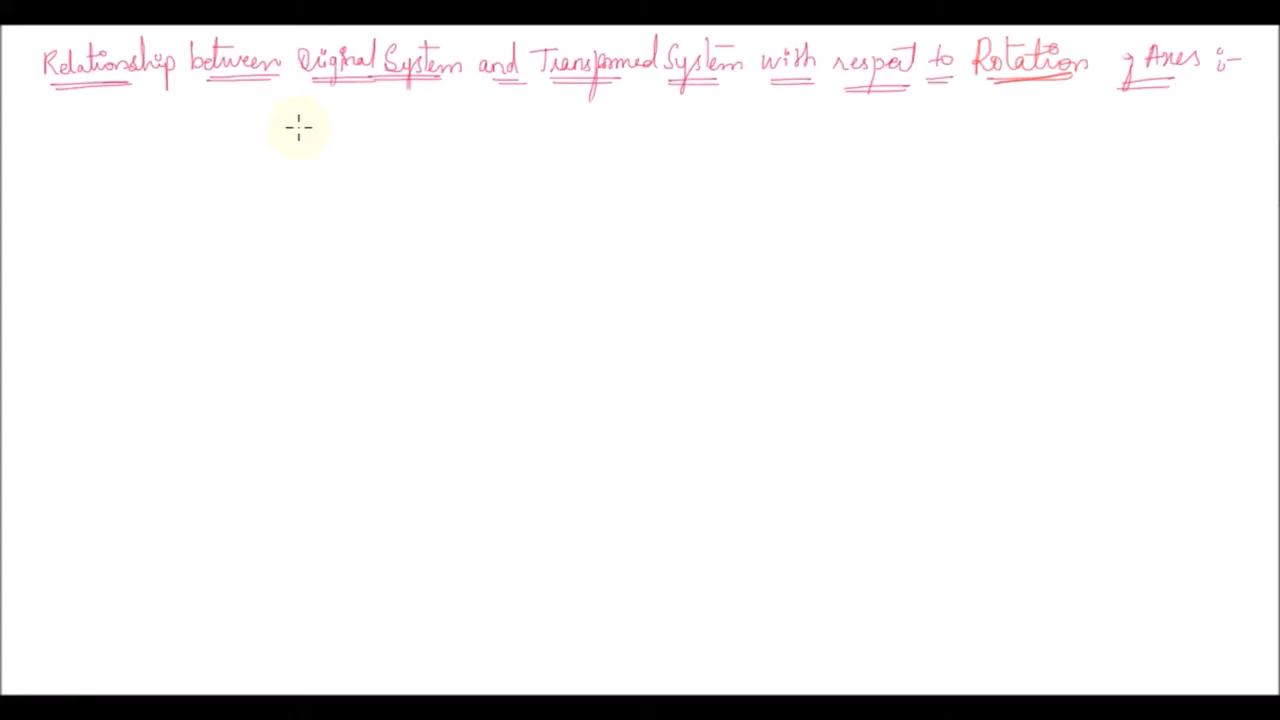 Relationship between Original System and Transformed System with respect to Rotation of Axes :-